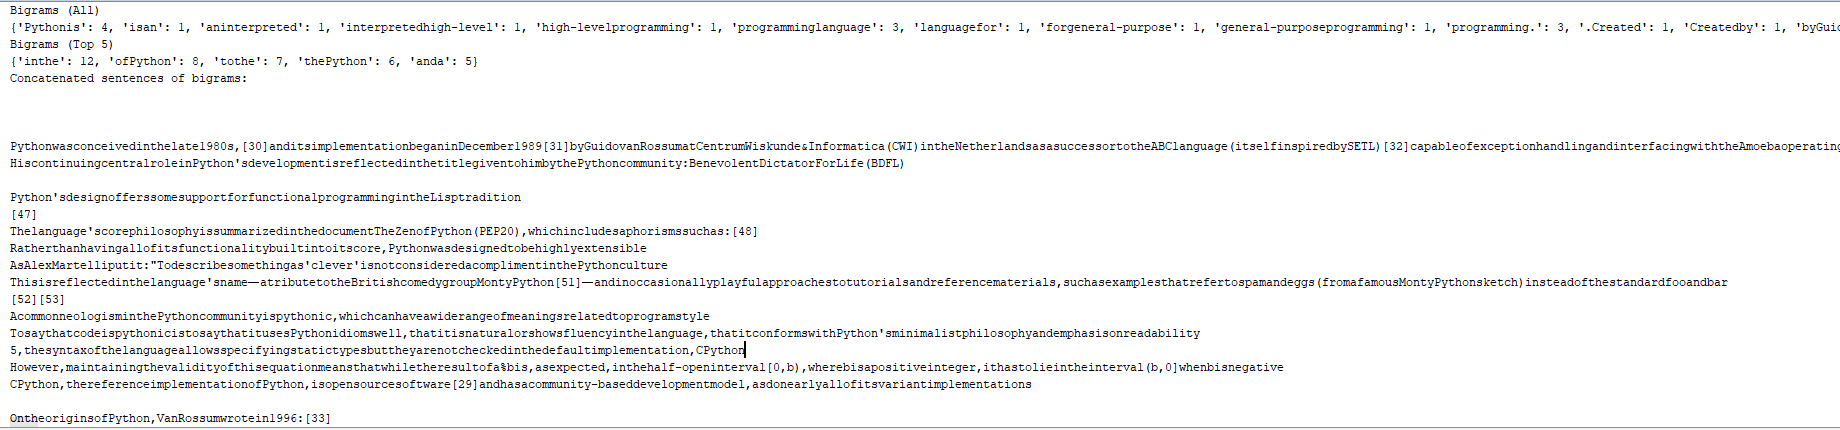 Bigrams (All)
{'Pythonis': 4, 'isan': 1, 'aninterpreted': 1, 'interpretedhigh-level': 1, 'high-levelprogramming': 1, 'programminglanguage': 3, 'languagefor': 1, 'forgeneral-purpose': 1, 'general-purposeprogramming': 1, 'programming.': 3, '.Created': 1, 'Createdby': 1, 'byGuid
Bigrams (Top 5)
{'inthe': 12, 'ofPython': 8, 'tothe': 7, 'thePython': 6, 'anda': 5}
Concatenated sentences of bigrams:
Pythonwasconceivedinthelate1980s,[30]anditsimplementationbeganinDecember1989[31]byGuidovanRossumatCentrumWiskunde&Informatica(CWI)intheNetherlandsasasuccessortotheABClanguage(itselfinspiredbySETL)[32]capableofexceptionhandlingandinterfacingwiththeAmoebaoperating
HiscontinuingcentralroleinPython'sdevelopmentisreflectedinthetitlegiventohimbythePythoncommunity:BenevolentDictatorForLife(BDFL)
Python'sdesignofferssomesupportforfunctionalprogrammingintheLisptradition
[47]
Thelanguage'scorephilosophyissummarizedinthedocumentTheZenofPython(PEP20),whichincludesaphorismssuchas:[48]
Ratherthanhavingallofitsfunctionalitybuiltintoitscore,Pythonwasdesignedtobehighlyextensible
AsAlexMartelliputit:"Todescribesomethingas'clever'isnotconsideredacomplimentinthePythonculture
Thisisreflectedinthelanguage'sname—atributetotheBritishcomedygroupMontyPython[51]—andinoccasionallyplayfulapproachestotutorialsandreferencematerials,suchasexamplesthatrefertospamandeggs(fromafamousMontyPythonsketch)insteadofthestandardfooandbar
[52][53]
AcommonneologisminthePythoncommunityispythonic,whichcanhaveawiderangeofmeaningsrelatedtoprogramstyle
TosaythatcodeispythonicistosaythatitusesPythonidiomswell,thatitisnaturalorshowsfluencyinthelanguage,thatitconformswithPython'sminimalistphilosophyandemphasisonreadability
5,thesyntaxofthelanguageallowsspecifyingstatictypesbuttheyarenotcheckedinthedefaultimplementation,CPython
However,maintainingthevalidityofthisequationmeansthatwhiletheresultofa%bis,asexpected,inthehalf-openinterval[0,b),wherebisapositiveinteger,ithastolieintheinterval(b,0]whenbisnegative
CPython,thereferenceimplementationofPython,isopensourcesoftware[29]andhasacommunity-baseddevelopmentmodel,asdonearlyallofitsvariantimplementations
OntheoriginsofPython,VanRossumwrotein1996:[33]